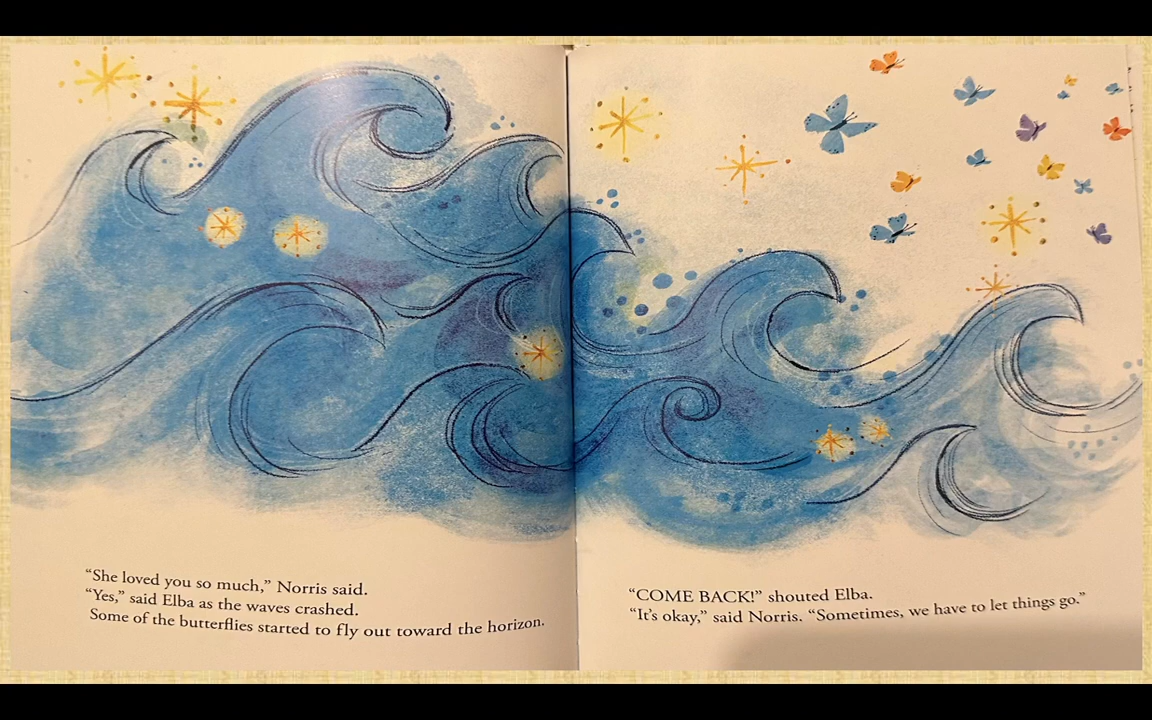 “She loved you so much,” Norris said.
“Yes,” said Elba as the waves crashed.
Some of the butterflies started to fly out toward the horizon.
“COME BACK!” shouted Elba.
“It’s okay,” said Norris. “Sometimes, we have to let things go.”